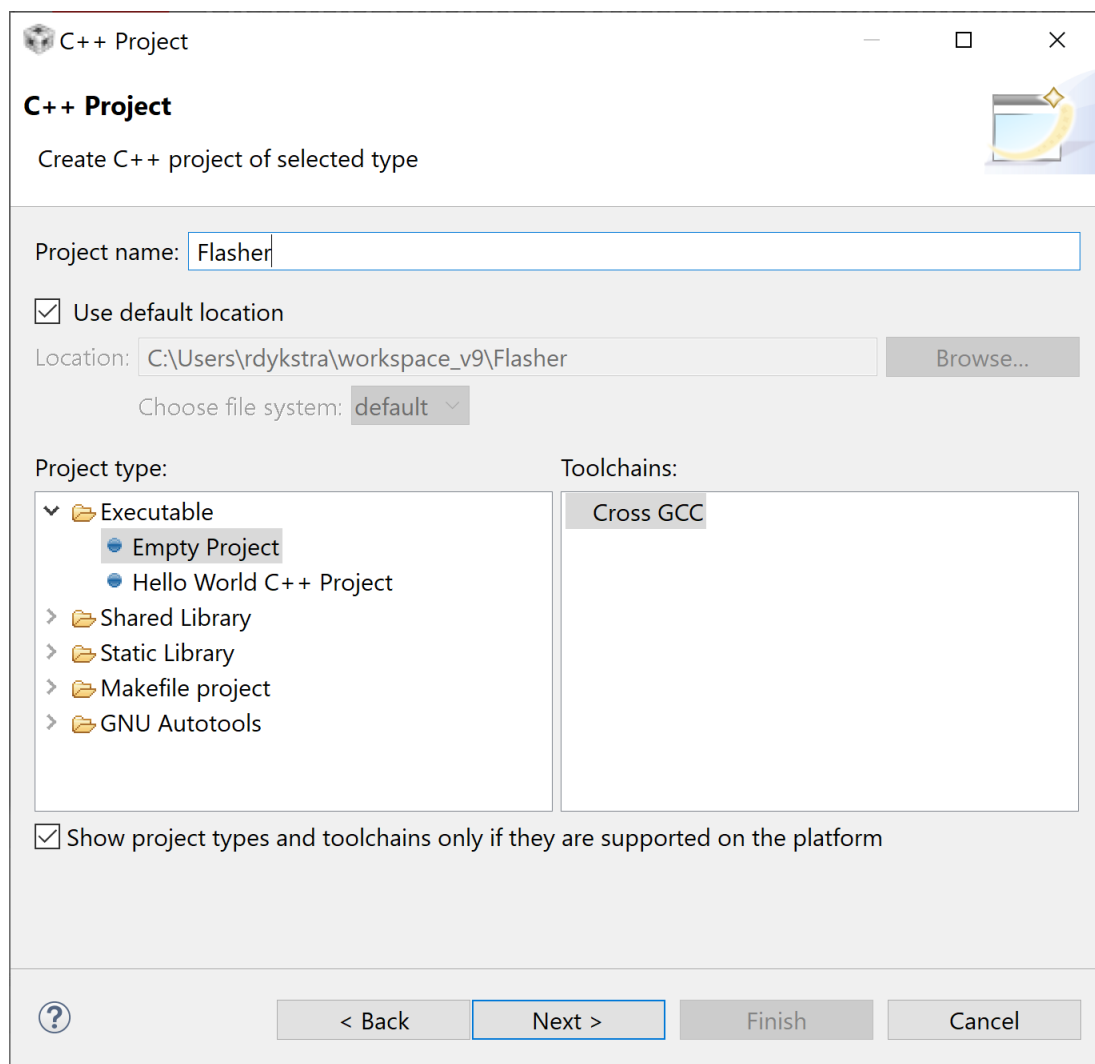 C++ Project
C++ Project
Create C++ project of selected type
Project name: Flasher
Use default location
Location: C:\Users\rdykstra\workspace_v9\Flasher Browse...
Choose file system: default
Project type: Toolchains:
Executable Cross GCC
Empty Project
Hello World C++ Project
Shared Library
Static Library
Makefile project
GNU Autotools
Show project types and toolchains only if they are supported on the platform
? < Back Next > Finish Cancel